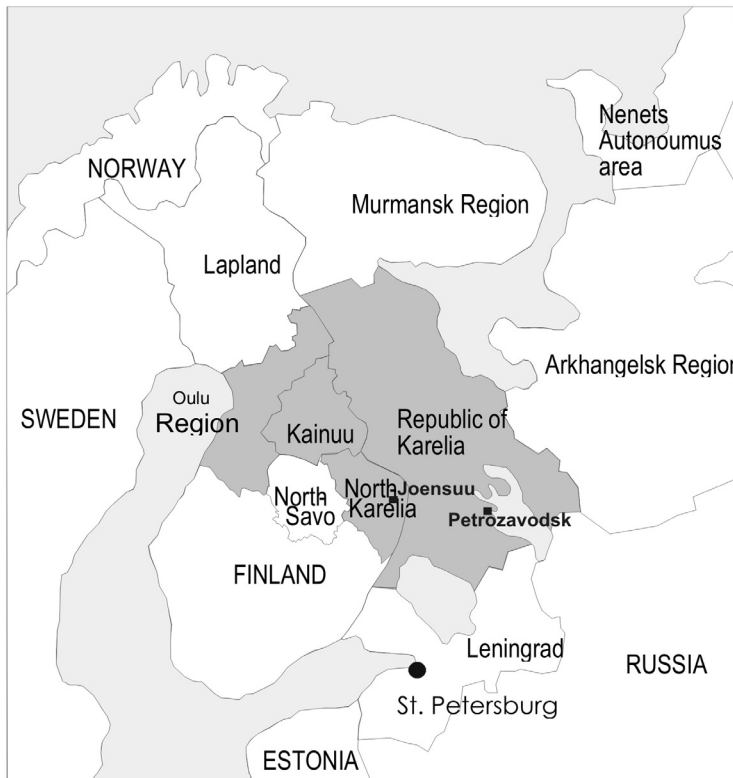 Nenets
Autonoumus
area
NORWAY
Murmansk Region
Lapland
Arkhangelsk Region
Oulu
Region
SWEDEN
Republic of
Karelia
Kainuu
North
Karelia
Joensuu
North
Savo
Petrozavodsk
FINLAND
Leningrad
RUSSIA
St. Petersburg
ESTONIA